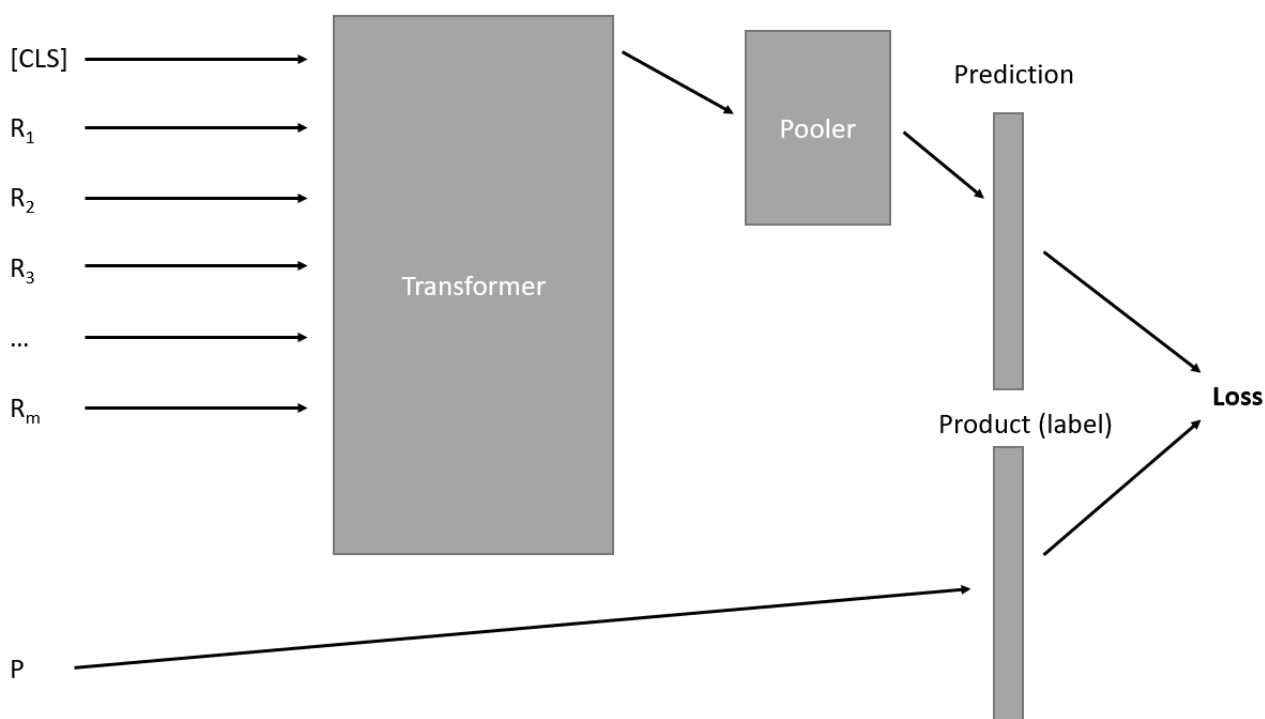 [CLS]
R1
R2
R3
...
Rm
P
Transformer
Pooler
Prediction
Product (label)
Loss